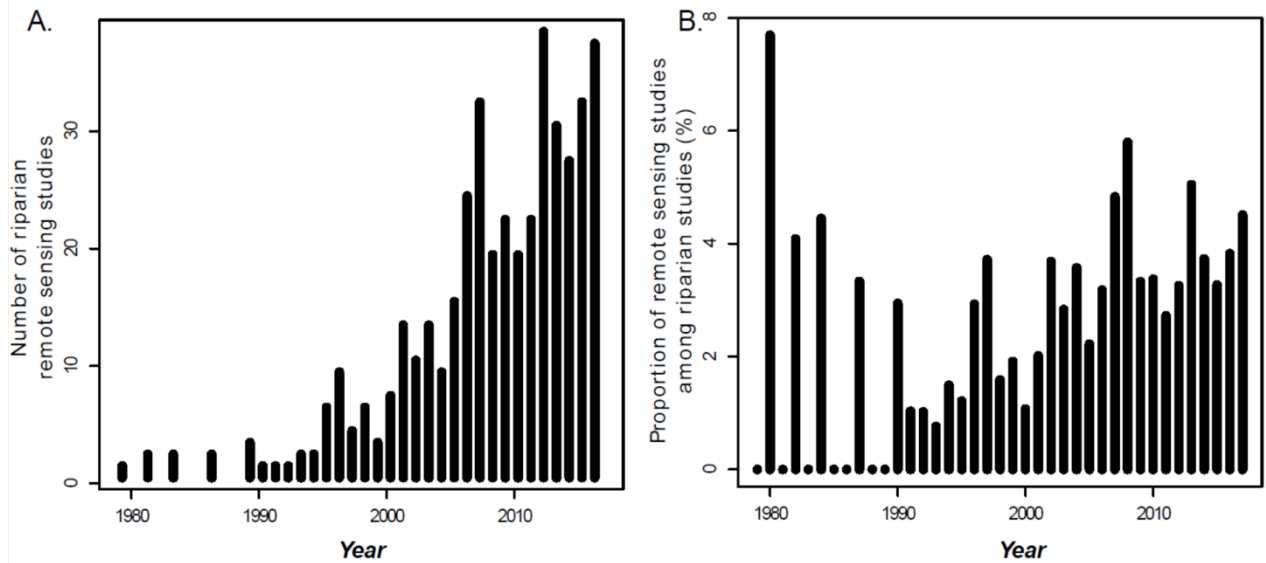 A.
Number of riparian
remote sensing studies
30
20
10
0
1980 1990 2000 2010
Year
B.
Proportion of remote sensing studies
among riparian studies (%)
8
6
4
2
0
1980 1990 2000 2010
Year